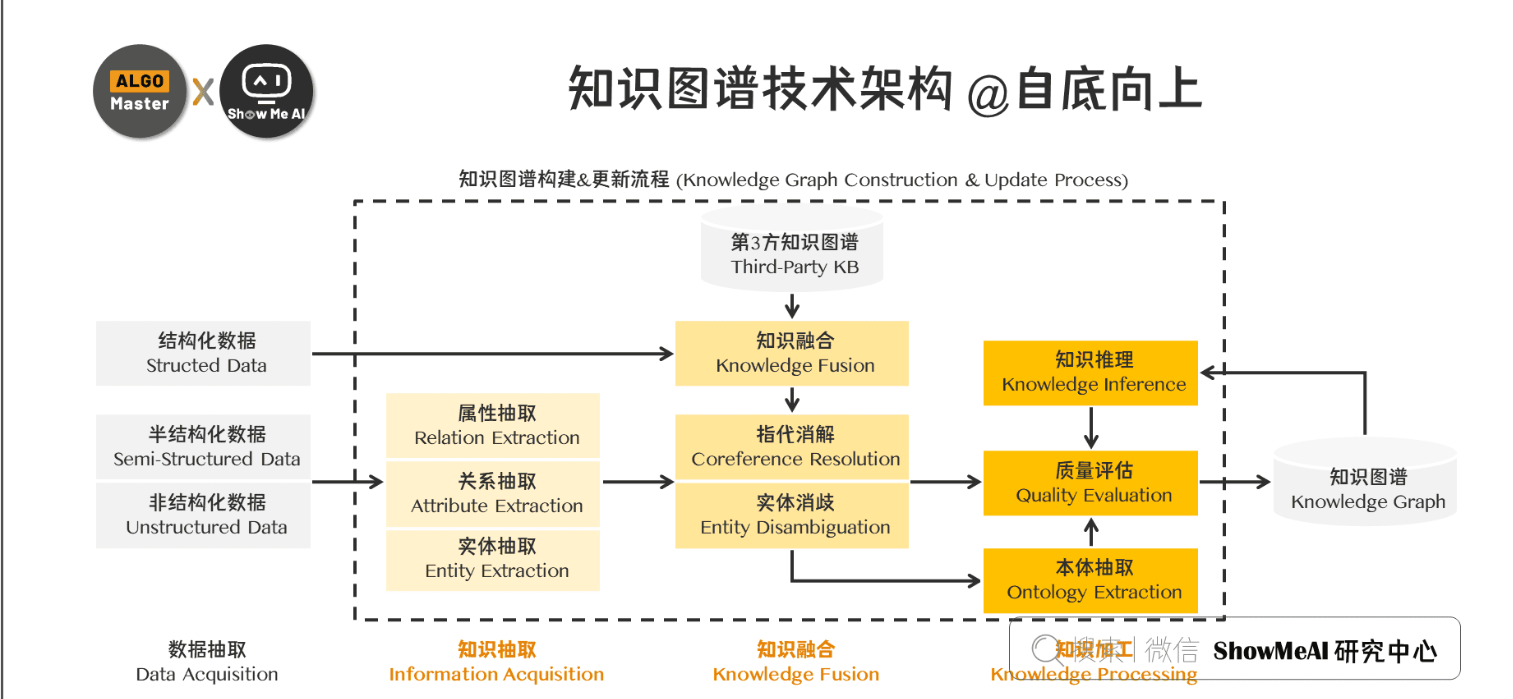 ALGO
Master
X
Show Me AI
知识图谱技术架构 @自底向上
知识图谱构建&更新流程 (Knowledge Graph Construction & Update Process)
第3方知识图谱
Third-Party KB
结构化数据
Structed Data
知识融合
Knowledge Fusion
知识推理
Knowledge Inference
半结构化数据
Semi-Structured Data
非结构化数据
Unstructured Data
属性抽取
Relation Extraction
关系抽取
Attribute Extraction
实体抽取
Entity Extraction
指代消解
Coreference Resolution
实体消歧
Entity Disambiguation
质量评估
Quality Evaluation
本体抽取
Ontology Extraction
知识图谱
Knowledge Graph
数据抽取
Data Acquisition
知识抽取
Information Acquisition
知识融合
Knowledge Fusion
知识加工
Knowledge Processing
搜索 | 微信 ShowMeAI 研究中心